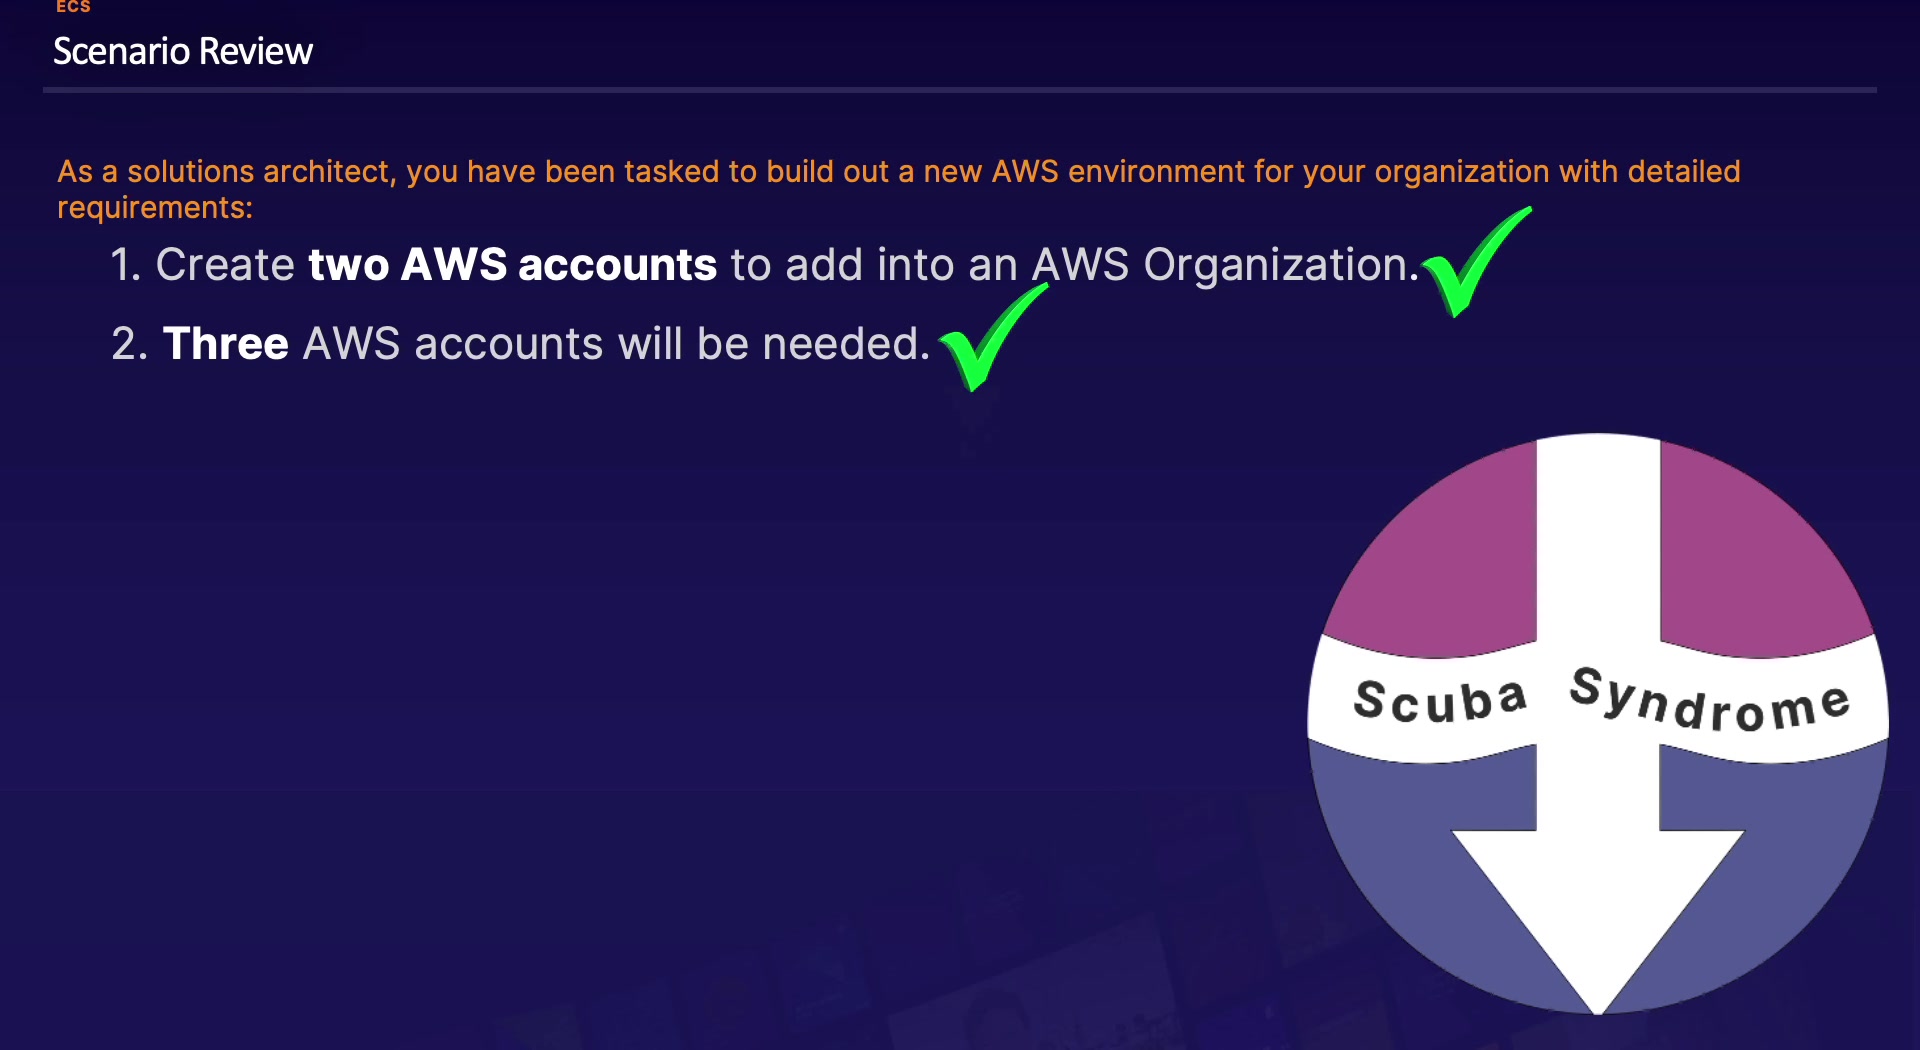 ECS
Scenario Review
As a solutions architect, you have been tasked to build out a new AWS environment for your organization with detailed
requirements:
1. Create two AWS accounts to add into an AWS Organization.
2. Three AWS accounts will be needed.
Scuba Syndrome